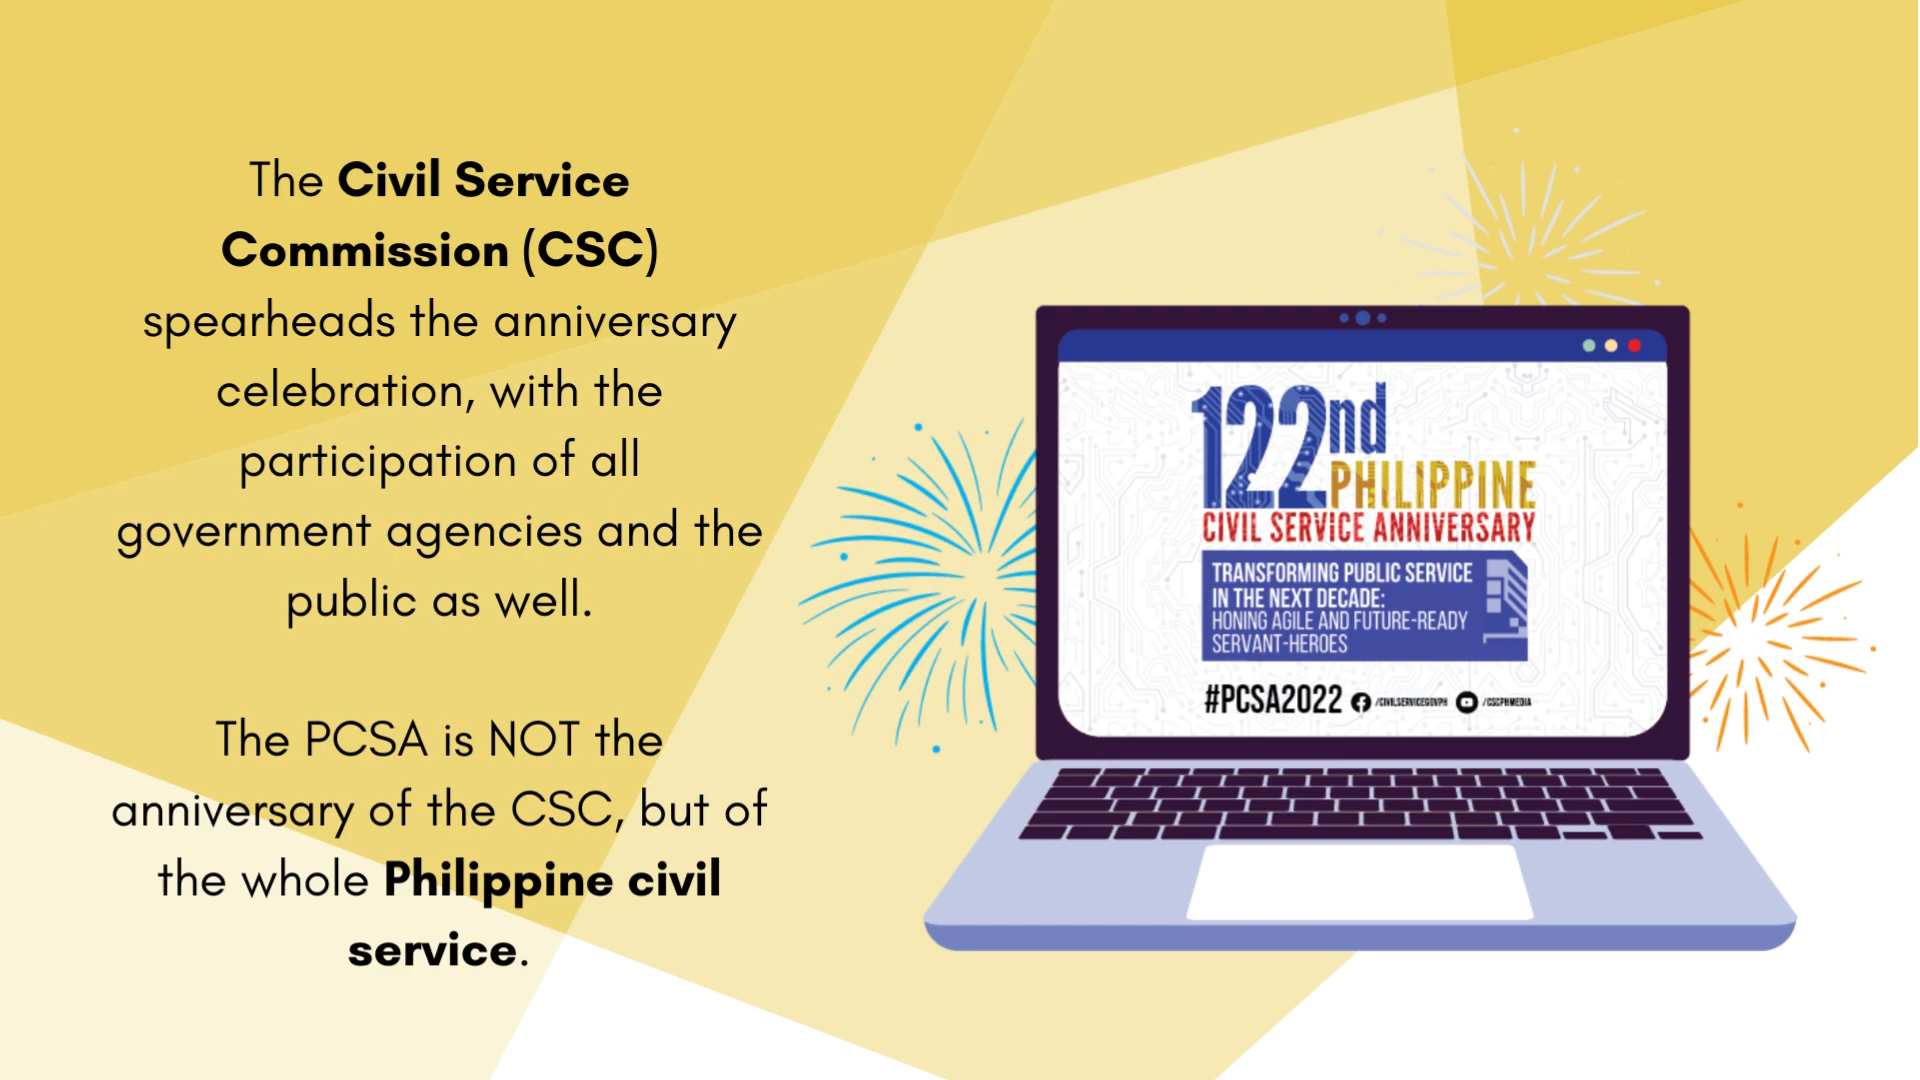 The Civil Service
Commission (CSC)
spearheads the anniversary
celebration, with the
participation of all
government agencies and the
public as well.
The PCSA is NOT the
anniversary of the CSC, but of
the whole Philippine civil
service.
122nd
PHILIPPINE
CIVIL SERVICE ANNIVERSARY
TRANSFORMING PUBLIC SERVICE
IN THE NEXT DECADE:
HONING AGILE AND FUTURE-READY
SERVANT-HEROES
#PCSA2022 /CIVILSERVICEGOVPH /CSCPHMEDIA